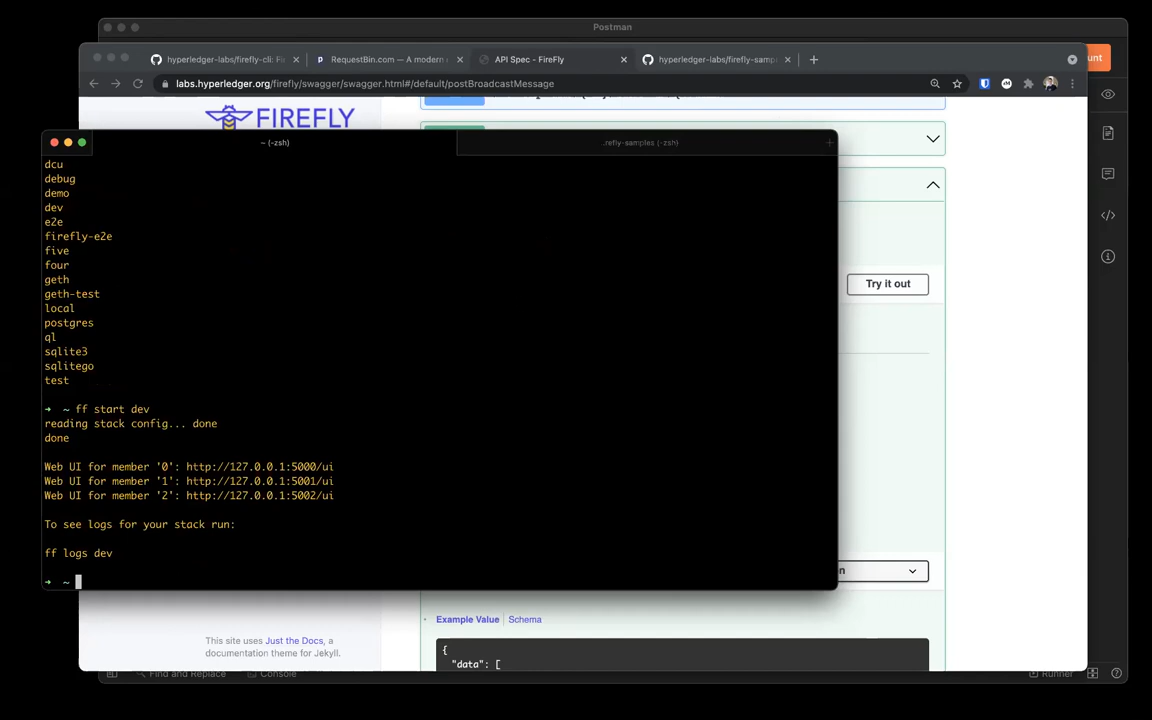 Postman
hyperledger-labs/firefly-cli:
RequestBin.com — A modern
API Spec - FireFly
hyperledger-labs/firefly-samp
labs.hyperledger.org/firefly/swagger/swagger.html#/default/postBroadcastMessage
FIREFLY
~ (-zsh)
.refly-samples (-zsh)
dcu
debug
demo
dev
e2e
firefly-e2e
five
four
geth
geth-test
local
postgres
ql
sqlite3
sqlitego
test
➜ ~ ff start dev
reading stack config... done
done
Web UI for member '0': http://127.0.0.1:5000/ui
Web UI for member '1': http://127.0.0.1:5001/ui
Web UI for member '2': http://127.0.0.1:5002/ui
To see logs for your stack run:
ff logs dev
➜ ~
Try it out
n
Example Value
Schema
{
"data": [
This site uses Just the Docs, a
documentation theme for Jekyll.
Find and Replace
Console
Runner